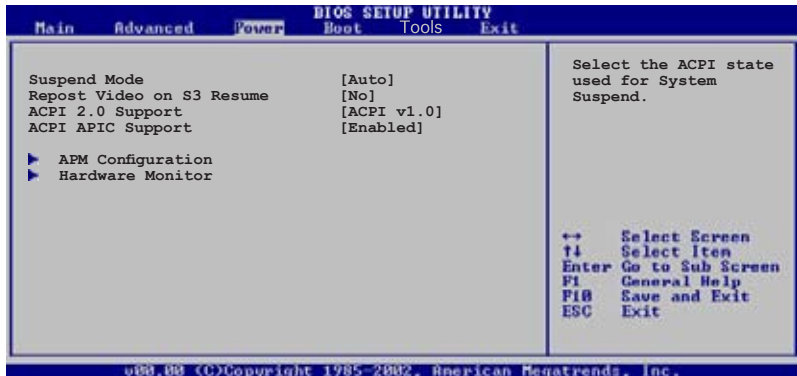 BIOS SETUP UTILITY
Main Advanced Power Boot Tools Exit
Suspend Mode [Auto]
Repost Video on S3 Resume [No]
ACPI 2.0 Support [ACPI v1.0]
ACPI APIC Support [Enabled]
APM Configuration
Hardware Monitor
Select the ACPI state
used for System
Suspend.
↔ Select Screen
↑↓ Select Item
Enter Go to Sub Screen
F1 General Help
F10 Save and Exit
ESC Exit
v00.00 (C)Copyright 1985-2002, American Megatrends, Inc.